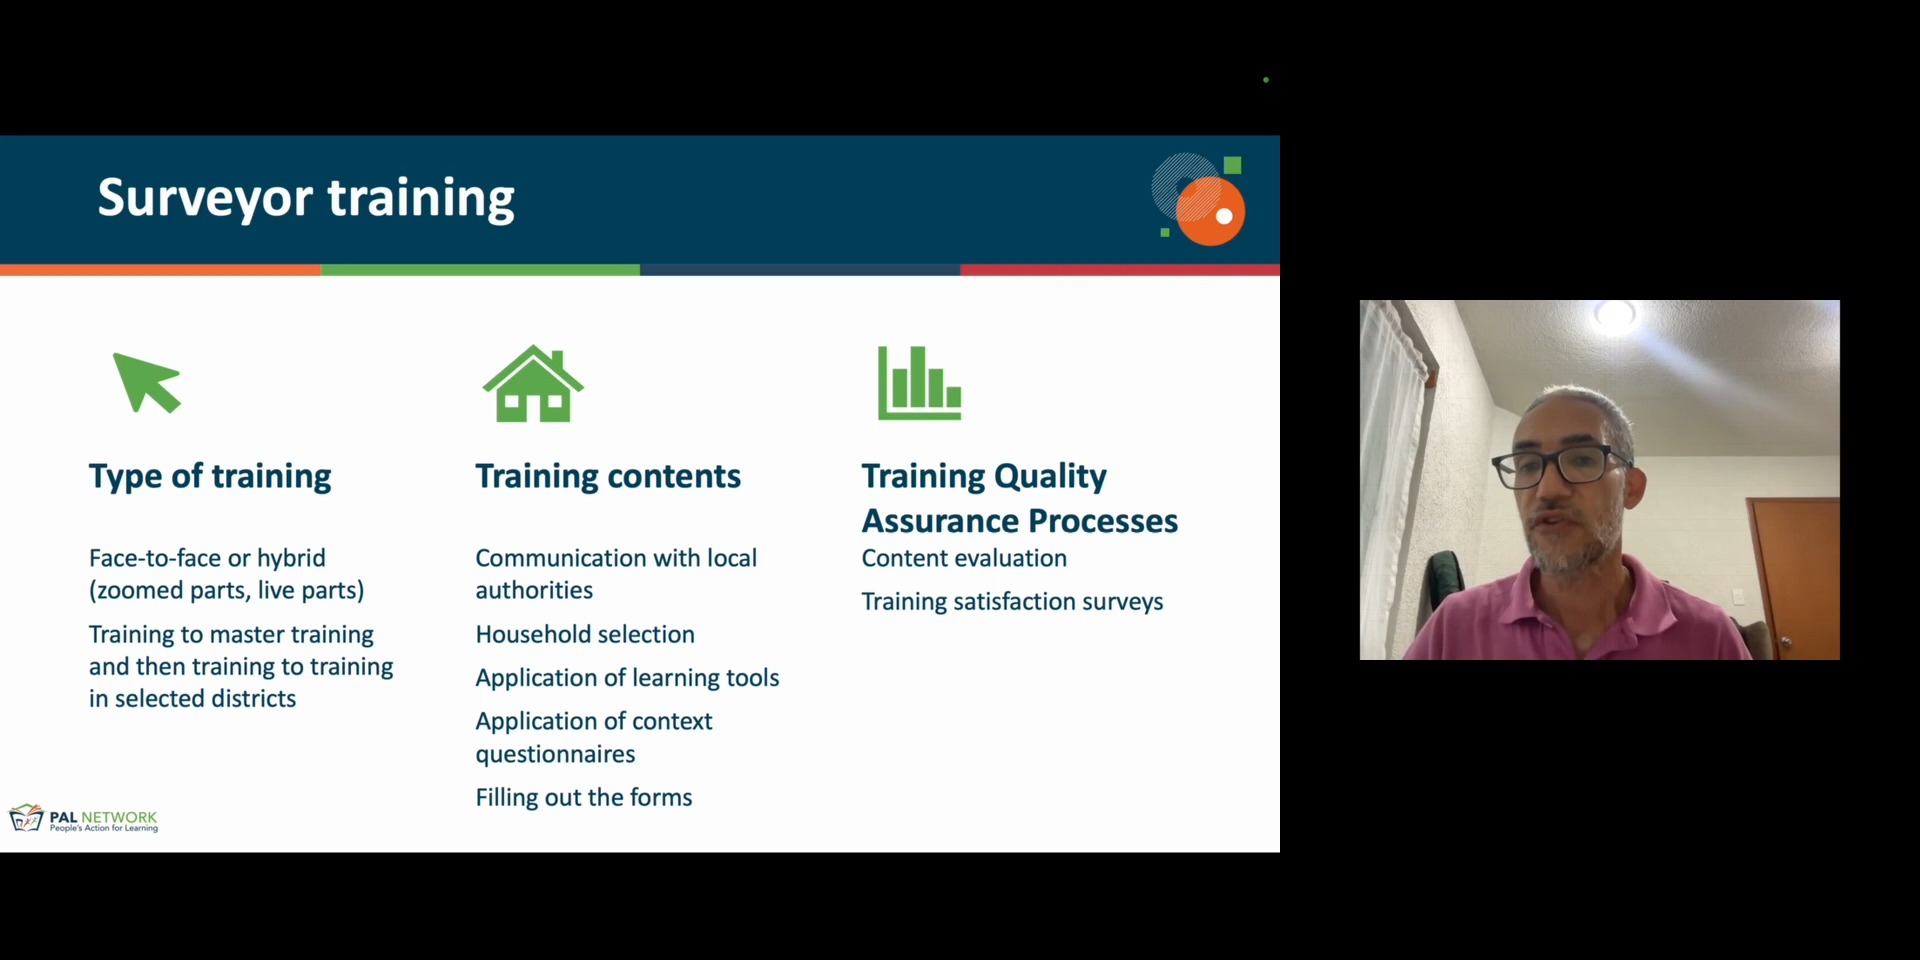 Surveyor training
Type of training
Face-to-face or hybrid
(zoomed parts, live parts)
Training to master training
and then training to training
in selected districts
Training contents
Communication with local
authorities
Household selection
Application of learning tools
Application of context
questionnaires
Filling out the forms
Training Quality
Assurance Processes
Content evaluation
Training satisfaction surveys
PAL NETWORK
People's Action for Learning